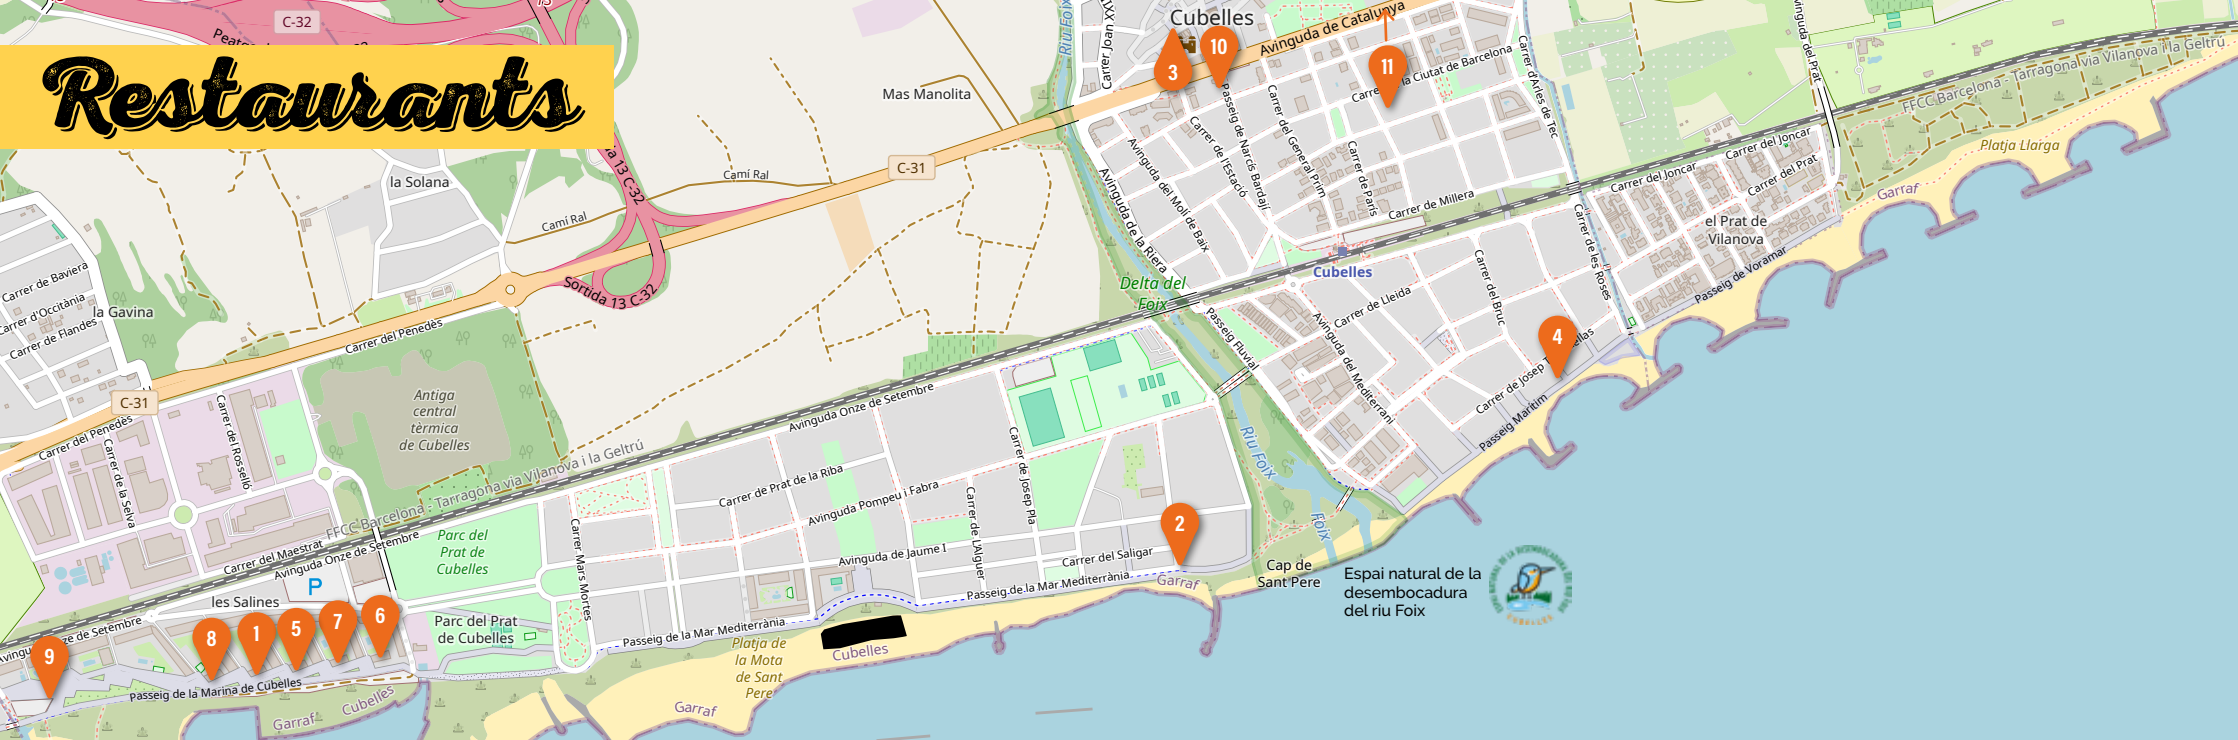 Restaurants
C-32
13
Cubelles
Avinguda de Catalunya
Riu Foix
3
10
11
Carrer de la Ciutat de Barcelona
Carrer d'Arles de Tec
Avinguda del Prat
FFCC Barcelona - Tarragona via Vilanova i la Geltrú
Platja Llarga
Garraf
Mas Manolita
Camí Ral
Camí Ral
C-31
la Solana
Sortida 13 C-32
Passeig de Narcís Bardají
Carrer del General Prim
Carrer de l'Estació
Avinguda del Molí de Baix
Avinguda de la Riera
Carrer de París
Carrer de Millera
Carrer del Joncar
Carrer del Joncar
Carrer del Prat
el Prat de
Vilanova
Carrer de les Roses
Passeig de Voramar
Carrer de Baviera
Carrer d'Occitània
Carrer de Flandes
la Gavina
Carrer del Penedès
Delta del
Foix
Cubelles
Carrer de Lleida
Carrer del Bruc
Passeig Fluvial
Avinguda del Mediterrani
4
Passeig Marítim
C-31
Carrer del Penedès
Carrer de la Selva
Carrer del Rosselló
Antiga
central
tèrmica
de Cubelles
FFCC Barcelona - Tarragona via Vilanova i la Geltrú
Avinguda Onze de Setembre
Carrer de Prat de la Riba
Avinguda Pompeu i Fabra
Carrer de Josep Pla
Carrer de L'Alguer
Avinguda de Jaume I
Carrer del Saligar
2
Passeig de la Mar Mediterrània
Garraf
Riu Foix
Foix
Cap de
Sant Pere
Espai natural de la
desembocadura
del riu Foix
CUBELLES
Carrer del Maestrat
Avinguda Onze de Setembre
Parc del
Prat de
Cubelles
Carrer Mars Mortes
P
les Salines
9
8
1
5
7
6
Parc del Prat
de Cubelles
Passeig de la Mar Mediterrània
Platja de
la Mota
de Sant
Pere
Cubelles
Passeig de la Marina de Cubelles
Garraf
Cubelles
Garraf